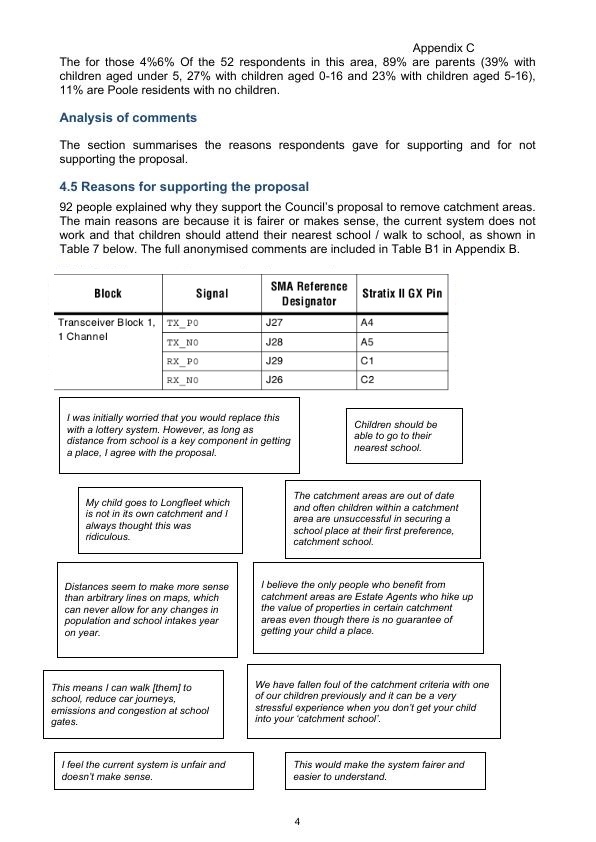 Appendix C
The for those 4%6% Of the 52 respondents in this area, 89% are parents (39% with
children aged under 5, 27% with children aged 0-16 and 23% with children aged 5-16),
11% are Poole residents with no children.
Analysis of comments
The section summarises the reasons respondents gave for supporting and for not
supporting the proposal.
4.5 Reasons for supporting the proposal
92 people explained why they support the Council's proposal to remove catchment areas.
The main reasons are because it is fairer or makes sense, the current system does not
work and that children should attend their nearest school / walk to school, as shown in
Table 7 below. The full anonymised comments are included in Table B1 in Appendix B.
Block Signal SMA Reference Designator Stratix II GX Pin
Transceiver Block 1, 1 Channel TX_P0 J27 A4
TX_N0 J28 A5
RX_P0 J29 C1
RX_N0 J26 C2
I was initially worried that you would replace this
with a lottery system. However, as long as
distance from school is a key component in getting
a place, I agree with the proposal.
Children should be
able to go to their
nearest school.
My child goes to Longfleet which
is not in its own catchment and I
always thought this was
ridiculous.
The catchment areas are out of date
and often children within a catchment
area are unsuccessful in securing a
school place at their first preference,
catchment school.
Distances seem to make more sense
than arbitrary lines on maps, which
can never allow for any changes in
population and school intakes year
on year.
I believe the only people who benefit from
catchment areas are Estate Agents who hike up
the value of properties in certain catchment
areas even though there is no guarantee of
getting your child a place.
This means I can walk [them] to
school, reduce car journeys,
emissions and congestion at school
gates.
We have fallen foul of the catchment criteria with one
of our children previously and it can be a very
stressful experience when you don't get your child
into your 'catchment school'.
I feel the current system is unfair and
doesn't make sense.
This would make the system fairer and
easier to understand.
4